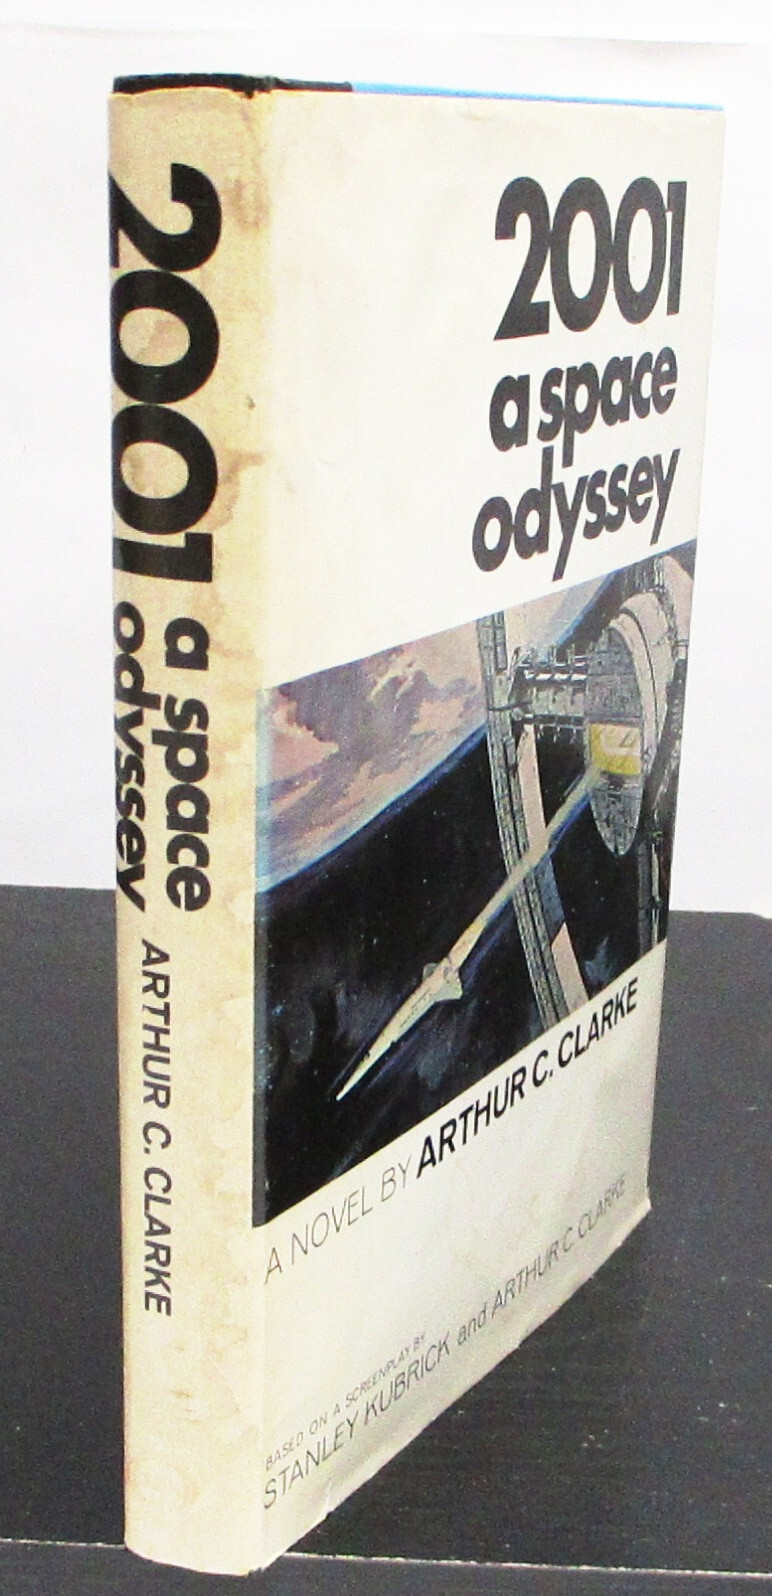 2001
a space
odyssey
ARTHUR C. CLARKE
2001
a space
odyssey
A NOVEL BY ARTHUR C. CLARKE
BASED ON A SCREENPLAY BY
STANLEY KUBRICK and ARTHUR C. CLARKE